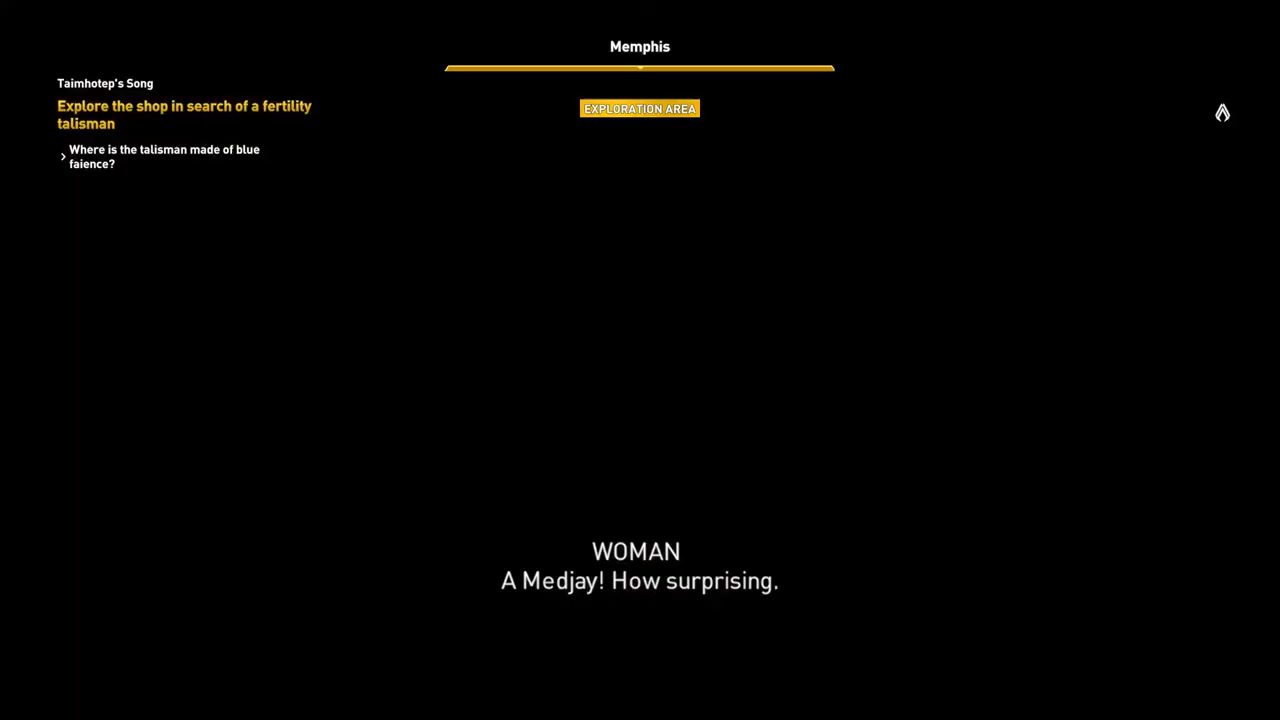 Memphis
Taimhotep's Song
Explore the shop in search of a fertility
talisman
EXPLORATION AREA
Where is the talisman made of blue
faience?
WOMAN
A Medjay! How surprising.